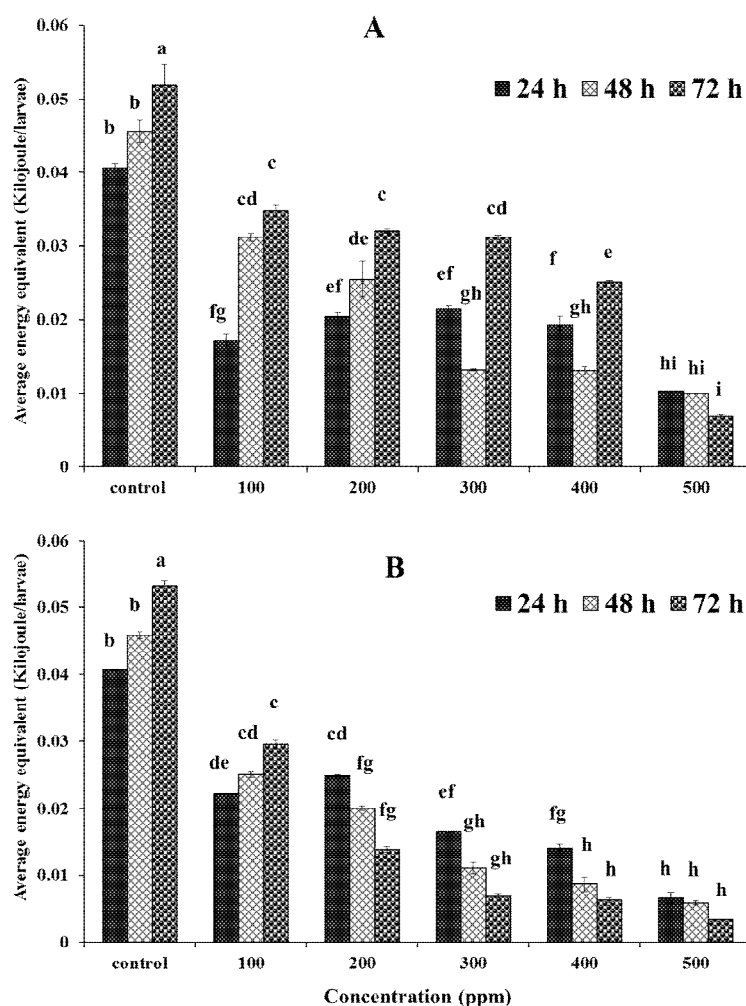 A
Average energy equivalent (Kilojoule/larvae)
0.06
0.05
0.04
0.03
0.02
0.01
0
24 h 48 h 72 h
b b a
fg cd c
ef de c
ef gh cd
f gh e
hi hi i
control 100 200 300 400 500
B
Average energy equivalent (Kilojoule/larvae)
0.06
0.05
0.04
0.03
0.02
0.01
0
24 h 48 h 72 h
b b a
de cd c
cd fg fg
ef gh gh
fg h h
h h h
control 100 200 300 400 500
Concentration (ppm)